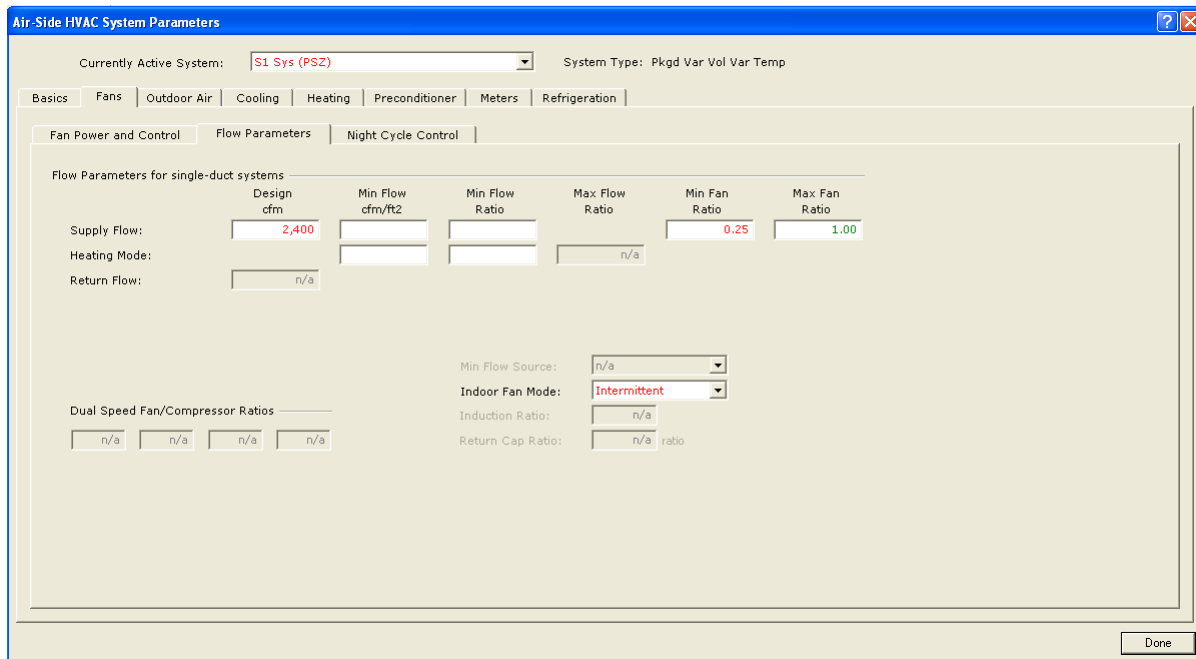 Air-Side HVAC System Parameters
?
Currently Active System: S1 Sys (PSZ) System Type: Pkgd Var Vol Var Temp
Basics Fans Outdoor Air Cooling Heating Preconditioner Meters Refrigeration
Fan Power and Control Flow Parameters Night Cycle Control
Flow Parameters for single-duct systems
Design Min Flow Min Flow Max Flow Min Fan Max Fan
cfm cfm/ft2 Ratio Ratio Ratio Ratio
Supply Flow: 2,400 0.25 1.00
Heating Mode: n/a
Return Flow: n/a
Min Flow Source: n/a
Indoor Fan Mode: Intermittent
Dual Speed Fan/Compressor Ratios Induction Ratio: n/a
n/a n/a n/a n/a Return Cap Ratio: n/a ratio
Done